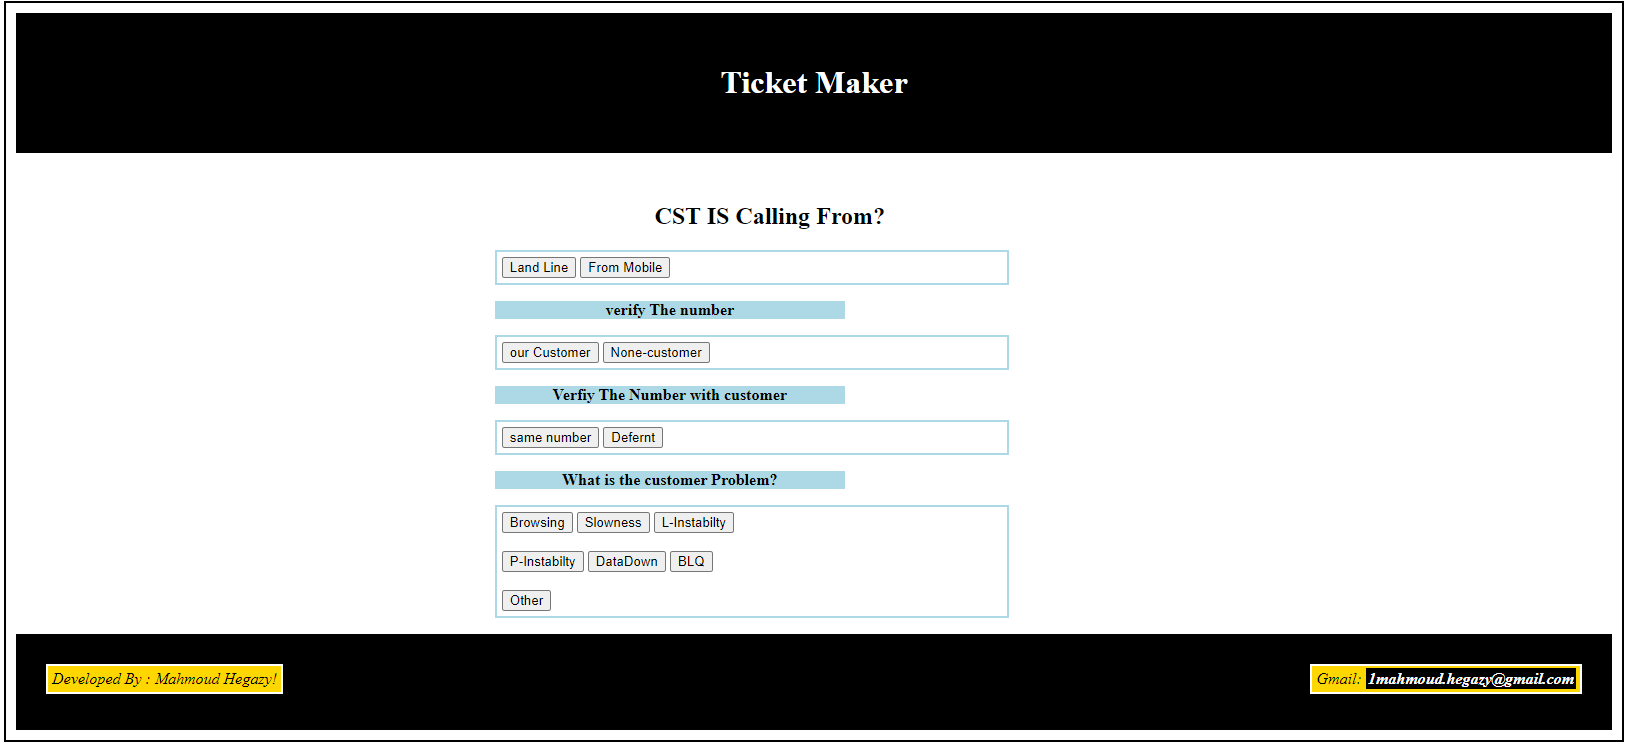 Ticket Maker
CST IS Calling From?
Land Line From Mobile
verify The number
our Customer None-customer
Verfiy The Number with customer
same number Defernt
What is the customer Problem?
Browsing Slowness L-Instabilty
P-Instabilty DataDown BLQ
Other
Developed By : Mahmoud Hegazy! Gmail: 1mahmoud.hegazy@gmail.com